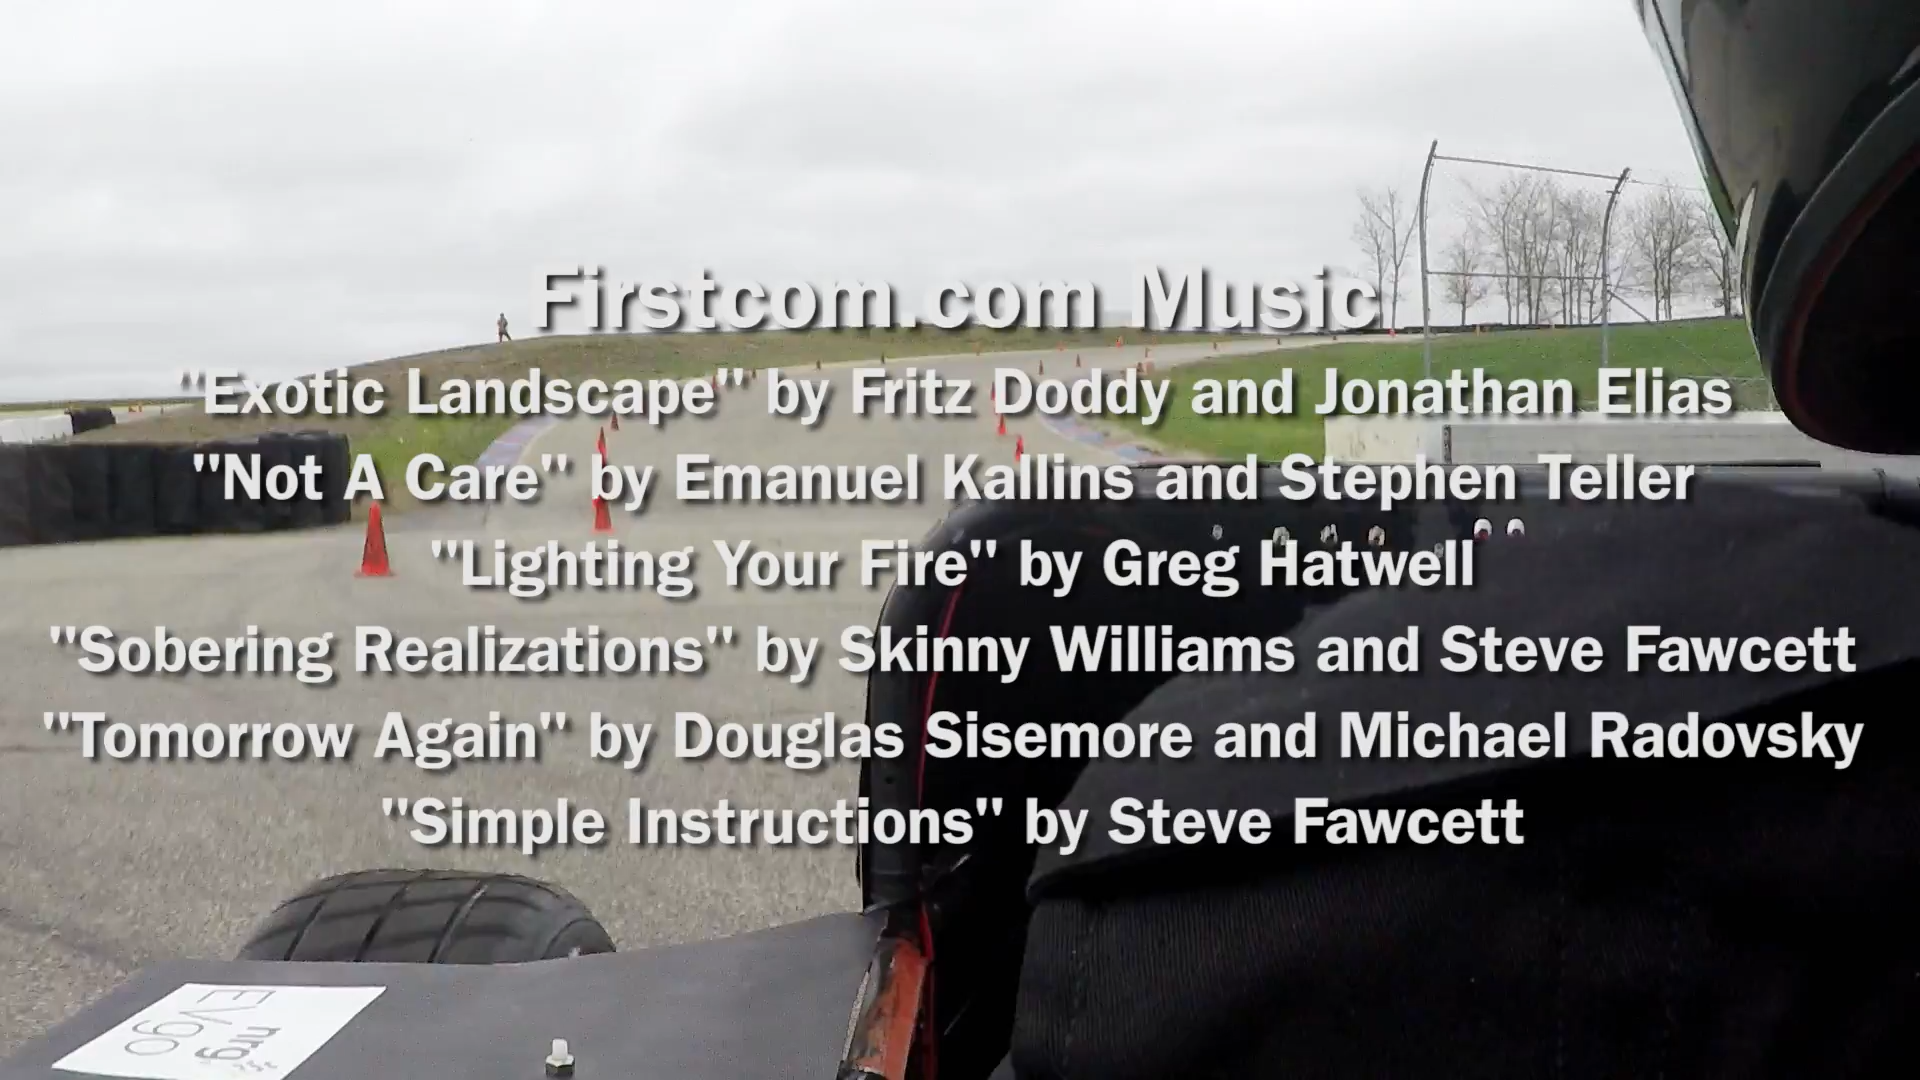 Firstcom.com Music
"Exotic Landscape" by Fritz Doddy and Jonathan Elias
"Not A Care" by Emanuel Kallins and Stephen Teller
"Lighting Your Fire" by Greg Hatwell
"Sobering Realizations" by Skinny Williams and Steve Fawcett
"Tomorrow Again" by Douglas Sisemore and Michael Radovsky
"Simple Instructions" by Steve Fawcett
nrg
EVgo